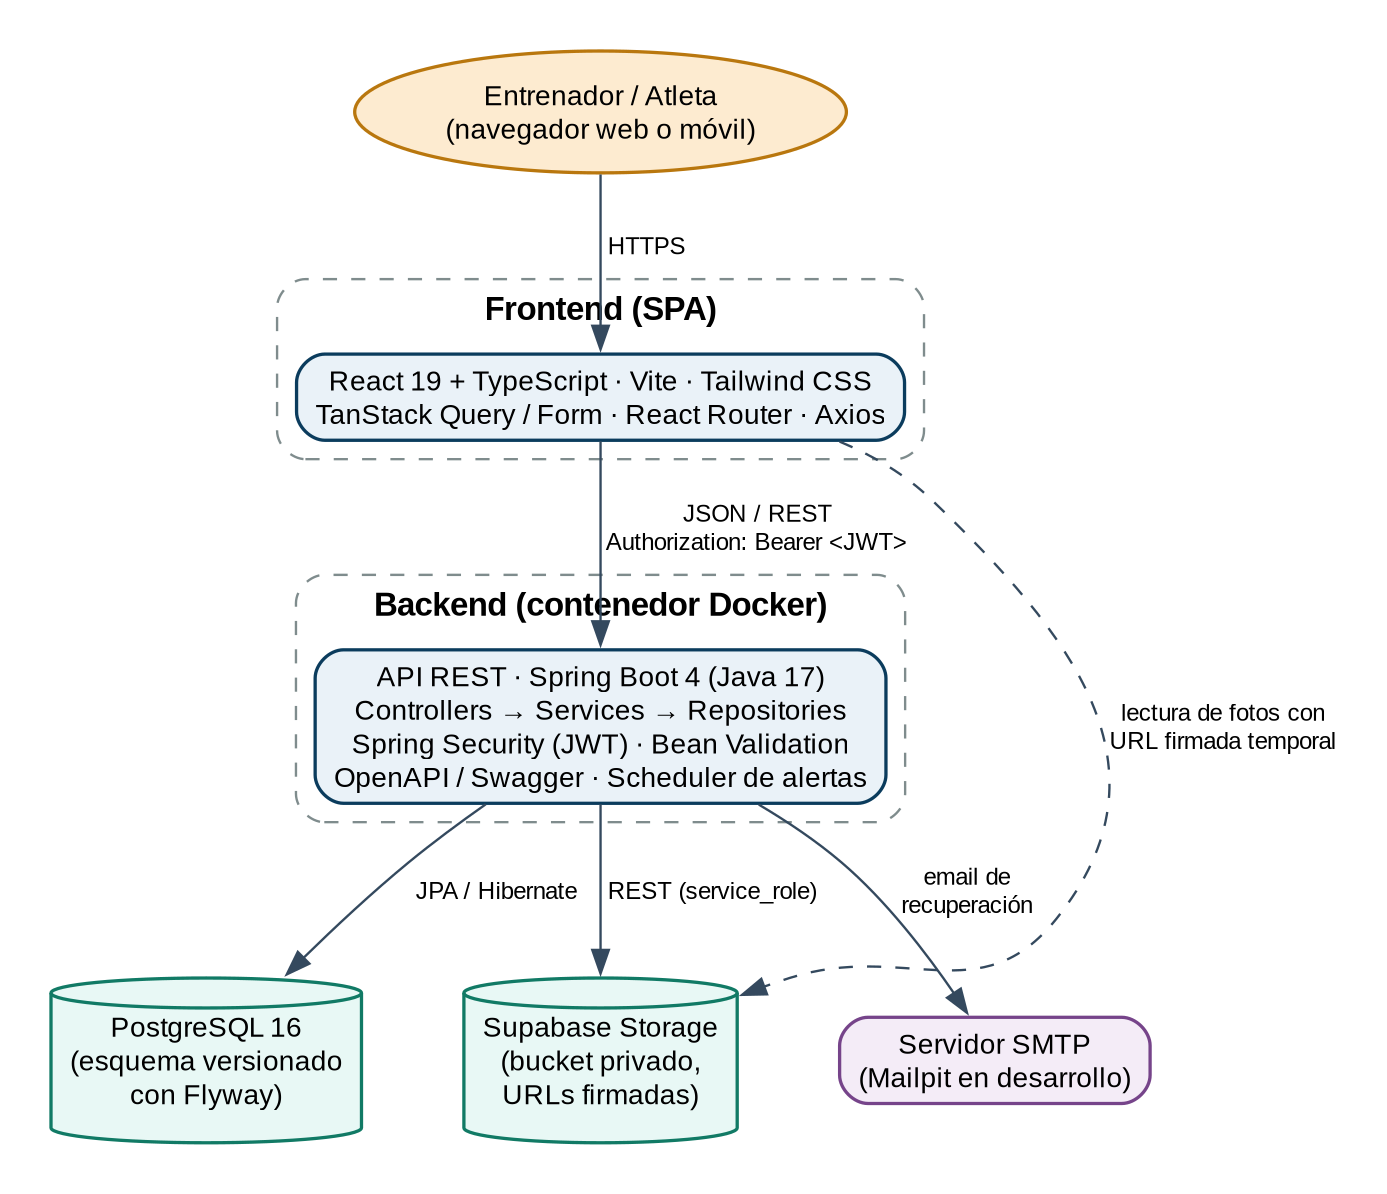 Entrenador / Atleta
(navegador web o móvil)
HTTPS
Frontend (SPA)
React 19 + TypeScript · Vite · Tailwind CSS
TanStack Query / Form · React Router · Axios
JSON / REST
Authorization: Bearer <JWT>
Backend (contenedor Docker)
API REST · Spring Boot 4 (Java 17)
Controllers → Services → Repositories
Spring Security (JWT) · Bean Validation
OpenAPI / Swagger · Scheduler de alertas
lectura de fotos con
URL firmada temporal
JPA / Hibernate
REST (service_role)
email de
recuperación
PostgreSQL 16
(esquema versionado
con Flyway)
Supabase Storage
(bucket privado,
URLs firmadas)
Servidor SMTP
(Mailpit en desarrollo)